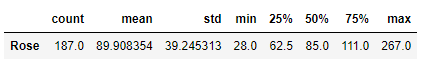 count mean std min 25% 50% 75% max
Rose 187.0 89.908354 39.245313 28.0 62.5 85.0 111.0 267.0